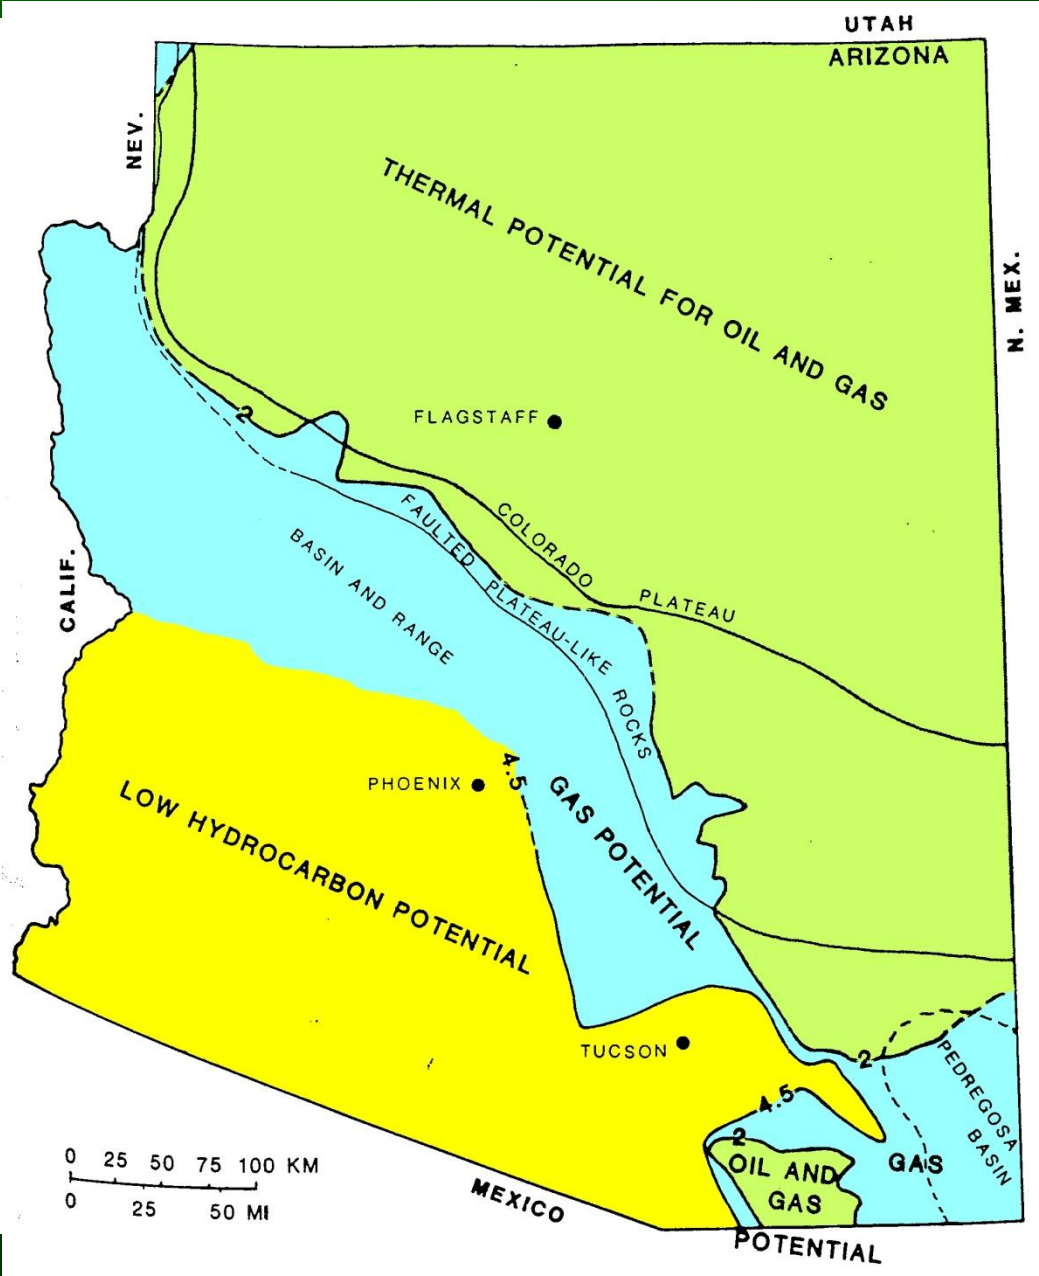 UTAH
ARIZONA
NEV.
THERMAL POTENTIAL FOR OIL AND GAS
N. MEX.
2
FLAGSTAFF
COLORADO PLATEAU
FAULTED PLATEAU-LIKE ROCKS
BASIN AND RANGE
CALIF.
4.5
PHOENIX
GAS POTENTIAL
LOW HYDROCARBON POTENTIAL
TUCSON
2
PEDREGOSA
BASIN
4.5
2
OIL AND
GAS
GAS
POTENTIAL
0 25 50 75 100 KM
0 25 50 MI
MEXICO